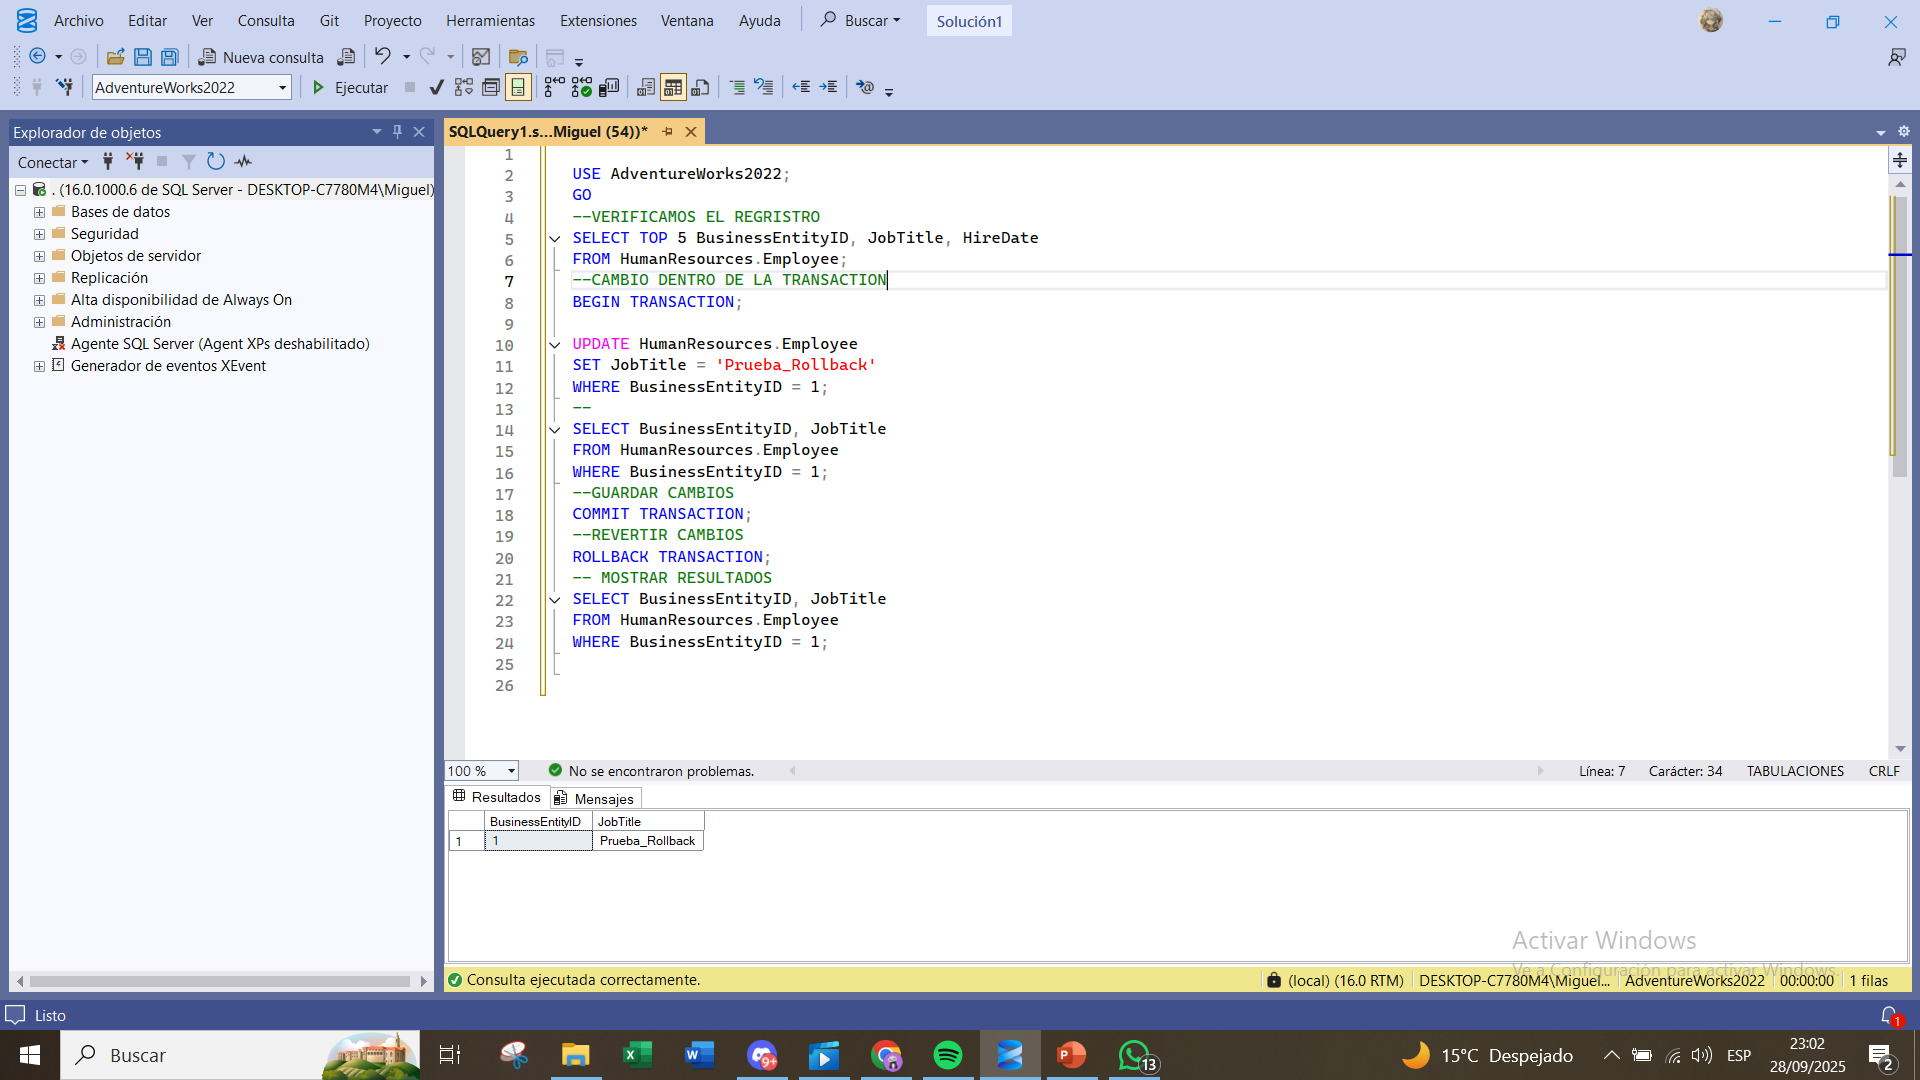 Archivo Editar Ver Consulta Git Proyecto Herramientas Extensiones Ventana Ayuda Buscar Solución1
Nueva consulta
AdventureWorks2022 Ejecutar
Explorador de objetos
Conectar
. (16.0.1000.6 de SQL Server - DESKTOP-C7780M4\Miguel)
Bases de datos
Seguridad
Objetos de servidor
Replicación
Alta disponibilidad de Always On
Administración
Agente SQL Server (Agent XPs deshabilitado)
Generador de eventos XEvent
SQLQuery1.s...Miguel (54))*
1
2 USE AdventureWorks2022;
3 GO
4 --VERIFICAMOS EL REGRISTRO
5 SELECT TOP 5 BusinessEntityID, JobTitle, HireDate
6 FROM HumanResources.Employee;
7 --CAMBIO DENTRO DE LA TRANSACTION
8 BEGIN TRANSACTION;
9
10 UPDATE HumanResources.Employee
11 SET JobTitle = 'Prueba_Rollback'
12 WHERE BusinessEntityID = 1;
13 --
14 SELECT BusinessEntityID, JobTitle
15 FROM HumanResources.Employee
16 WHERE BusinessEntityID = 1;
17 --GUARDAR CAMBIOS
18 COMMIT TRANSACTION;
19 --REVERTIR CAMBIOS
20 ROLLBACK TRANSACTION;
21 -- MOSTRAR RESULTADOS
22 SELECT BusinessEntityID, JobTitle
23 FROM HumanResources.Employee
24 WHERE BusinessEntityID = 1;
25
26
100 % No se encontraron problemas. Línea: 7 Carácter: 34 TABULACIONES CRLF
Resultados Mensajes
BusinessEntityID JobTitle
1 1 Prueba_Rollback
Activar Windows
Ve a Configuración para activar Windows.
Consulta ejecutada correctamente. (local) (16.0 RTM) DESKTOP-C7780M4\Miguel... AdventureWorks2022 00:00:00 1 filas
Listo 1
Buscar 9+ 13 15°C Despejado ESP 23:02
28/09/2025 2